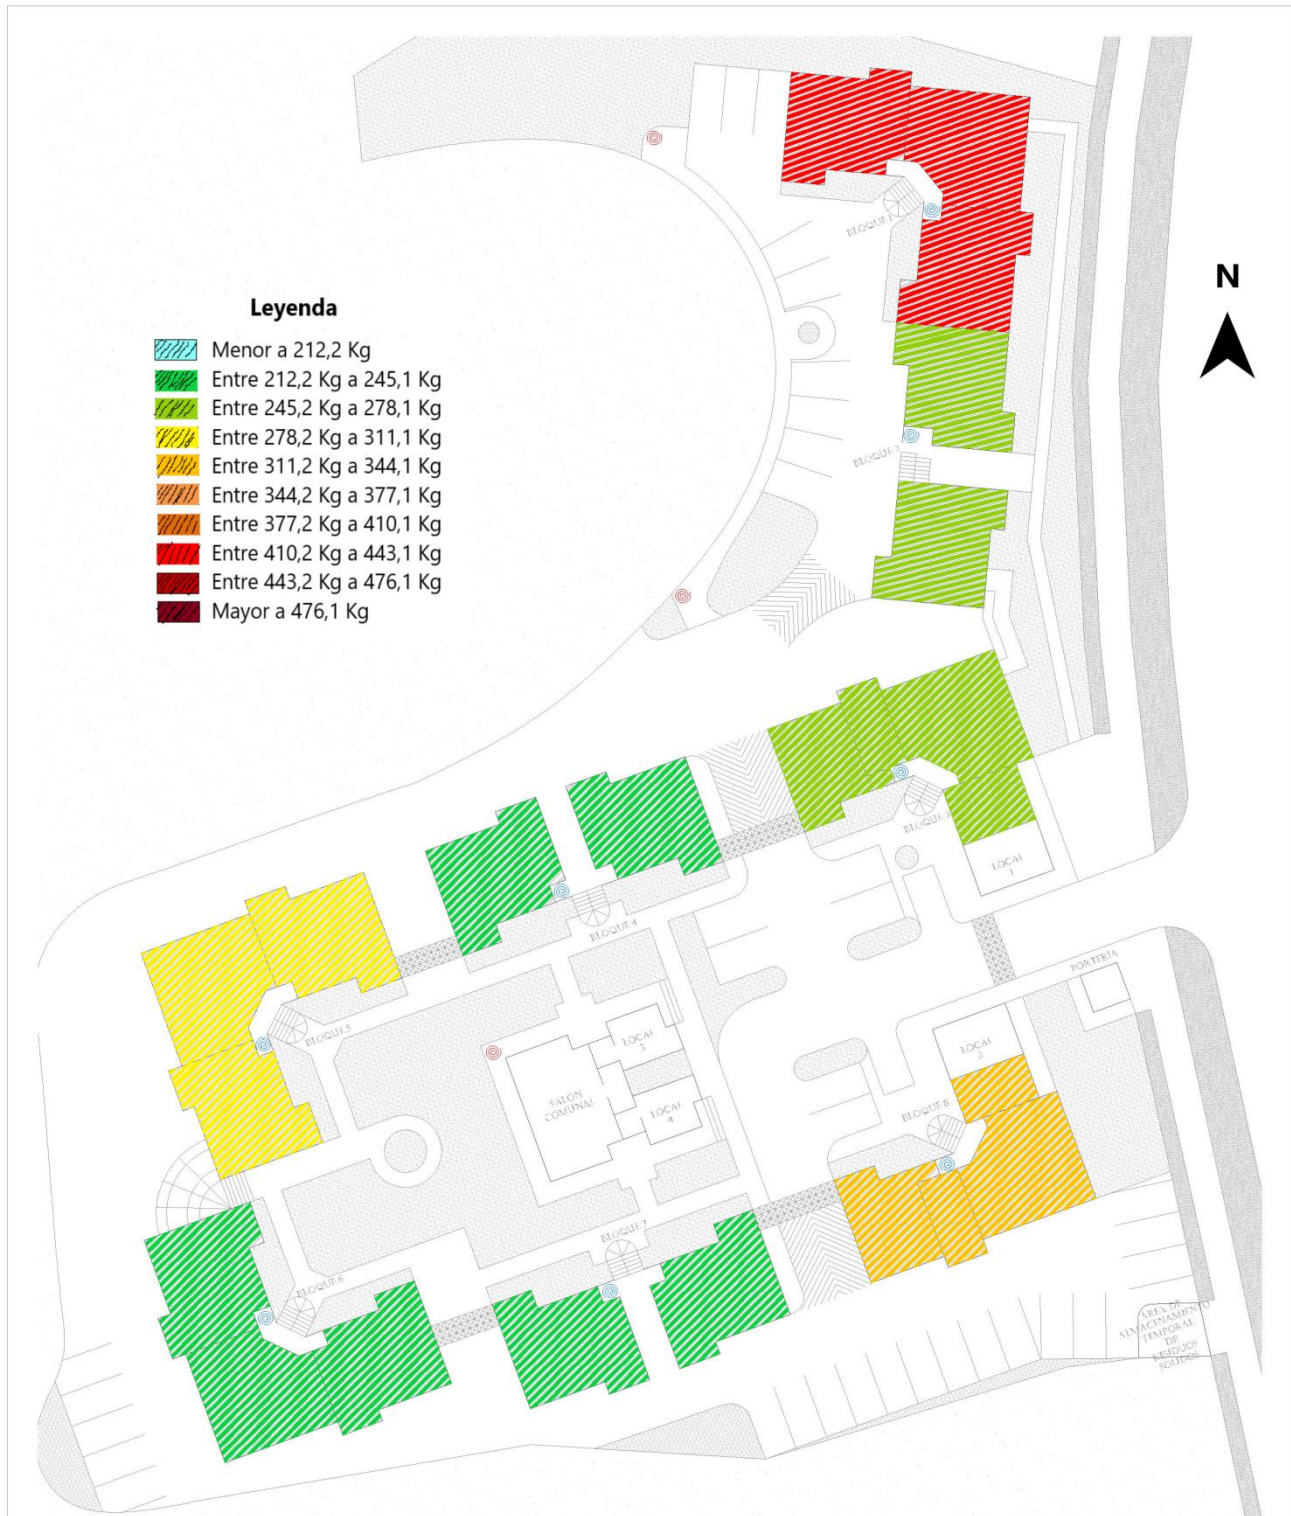 BLOQUE 1
N
Leyenda
Menor a 212,2 Kg
Entre 212,2 Kg a 245,1 Kg
Entre 245,2 Kg a 278,1 Kg
Entre 278,2 Kg a 311,1 Kg
Entre 311,2 Kg a 344,1 Kg
Entre 344,2 Kg a 377,1 Kg
Entre 377,2 Kg a 410,1 Kg
Entre 410,2 Kg a 443,1 Kg
Entre 443,2 Kg a 476,1 Kg
Mayor a 476,1 Kg
BLOQUE 2
BLOQUE 3
LOCAL
1
BLOQUE 4
PORTERIA
BLOQUE 5
LOCAL
3
LOCAL
2
SALON
COMUNAL
LOCAL
4
BLOQUE 8
BLOQUE 7
BLOQUE 6
AREA DE
ALMACENAMIENTO
TEMPORAL
DE
RESIDUOS
SOLIDOS